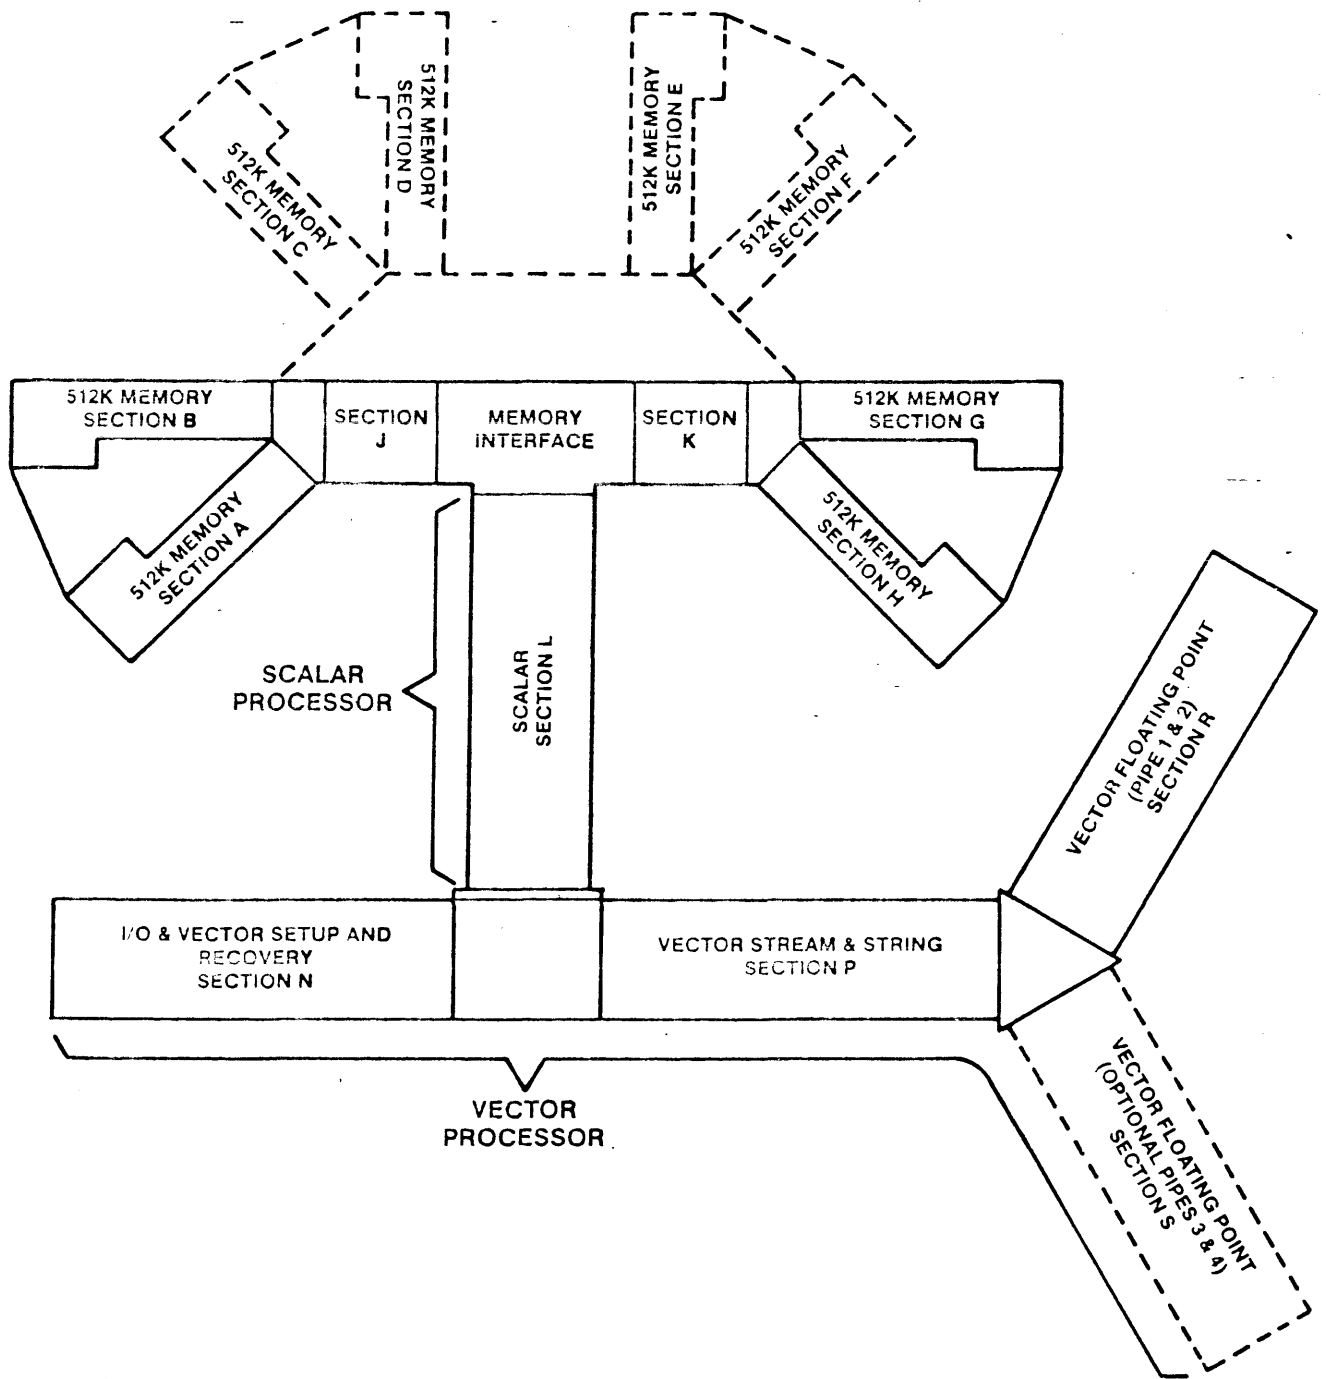 512K MEMORY
SECTION C
512K MEMORY
SECTION D
512K MEMORY
SECTION E
512K MEMORY
SECTION F
512K MEMORY
SECTION B
SECTION
J
MEMORY
INTERFACE
SECTION
K
512K MEMORY
SECTION G
512K MEMORY
SECTION A
512K MEMORY
SECTION H
SCALAR
PROCESSOR
SCALAR
SECTION L
VECTOR FLOATING POINT
(PIPE 1 & 2)
SECTION R
I/O & VECTOR SETUP AND
RECOVERY
SECTION N
VECTOR STREAM & STRING
SECTION P
VECTOR FLOATING POINT
(OPTIONAL PIPES 3 & 4)
SECTION S
VECTOR
PROCESSOR